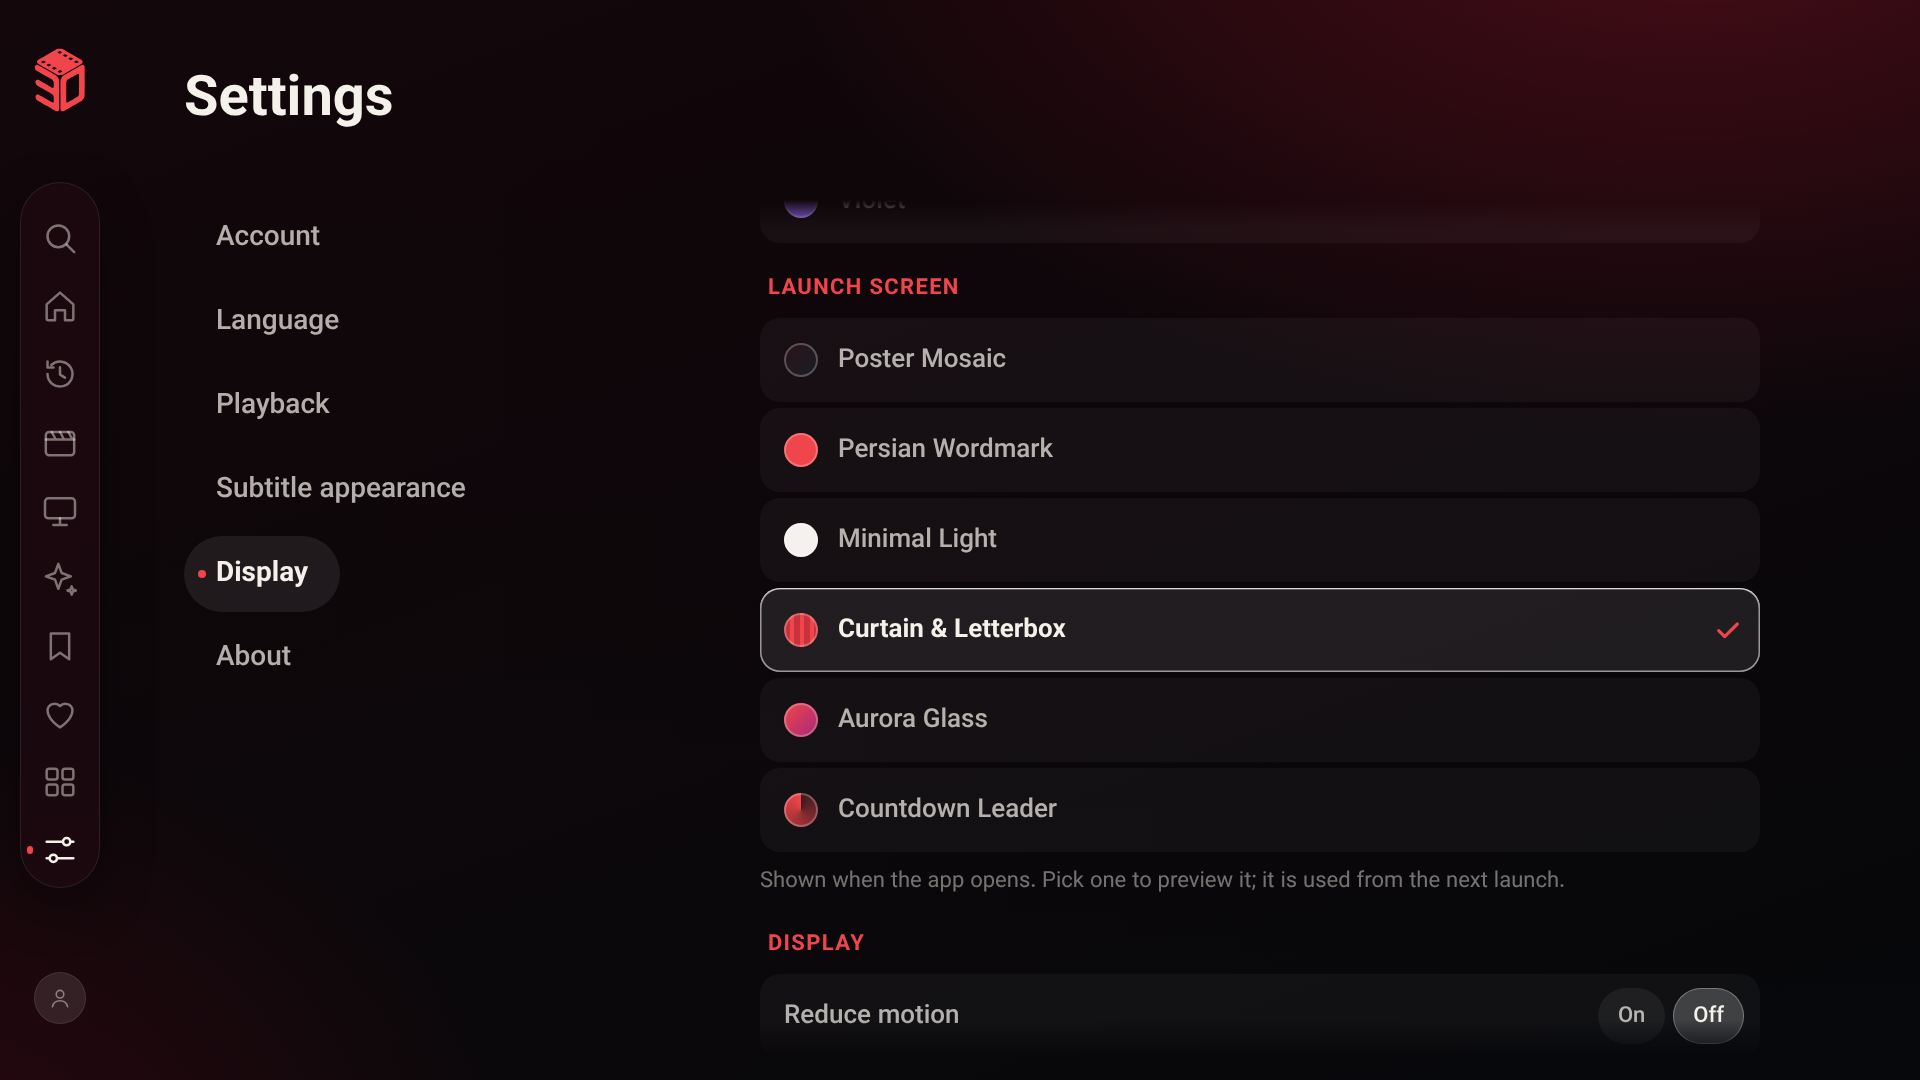 Settings
Account
Language
Playback
Subtitle appearance
Display
About
Violet
LAUNCH SCREEN
Poster Mosaic
Persian Wordmark
Minimal Light
Curtain & Letterbox
Aurora Glass
Countdown Leader
Shown when the app opens. Pick one to preview it; it is used from the next launch.
DISPLAY
Reduce motion
On
Off